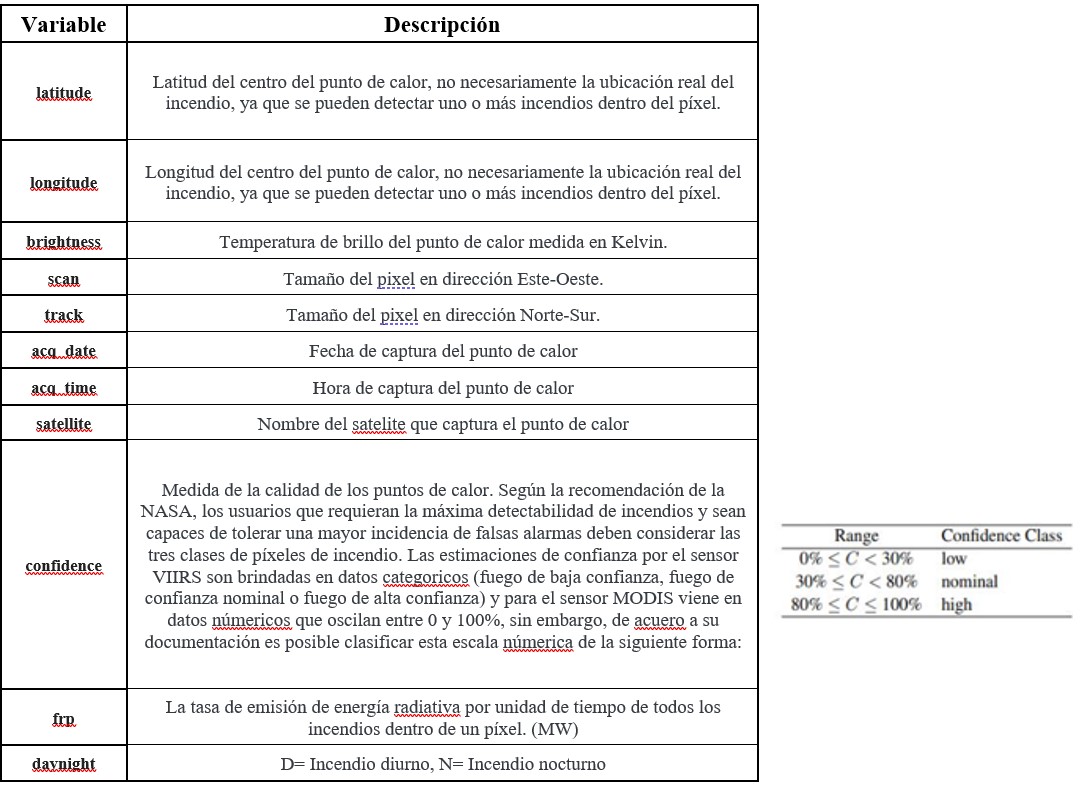 Variable Descripción
latitude
Latitud del centro del punto de calor, no necesariamente la ubicación real del
incendio, ya que se pueden detectar uno o más incendios dentro del píxel.
longitude
Longitud del centro del punto de calor, no necesariamente la ubicación real del
incendio, ya que se pueden detectar uno o más incendios dentro del píxel.
brightness Temperatura de brillo del punto de calor medida en Kelvin.
scan Tamaño del pixel en dirección Este-Oeste.
track Tamaño del pixel en dirección Norte-Sur.
acq_date Fecha de captura del punto de calor
acq_time Hora de captura del punto de calor
satellite Nombre del satelite que captura el punto de calor
confidence
Medida de la calidad de los puntos de calor. Según la recomendación de la
NASA, los usuarios que requieran la máxima detectabilidad de incendios y sean
capaces de tolerar una mayor incidencia de falsas alarmas deben considerar las
tres clases de píxeles de incendio. Las estimaciones de confianza por el sensor
VIIRS son brindadas en datos categoricos (fuego de baja confianza, fuego de
confianza nominal o fuego de alta confianza) y para el sensor MODIS viene en
datos númericos que oscilan entre 0 y 100%, sin embargo, de acuero a su
documentación es posible clasificar esta escala númerica de la siguiente forma:
Range Confidence Class
0% ≤ C < 30% low
30% ≤ C < 80% nominal
80% ≤ C ≤ 100% high
frp
La tasa de emisión de energía radiativa por unidad de tiempo de todos los
incendios dentro de un píxel. (MW)
daynight D= Incendio diurno, N= Incendio nocturno